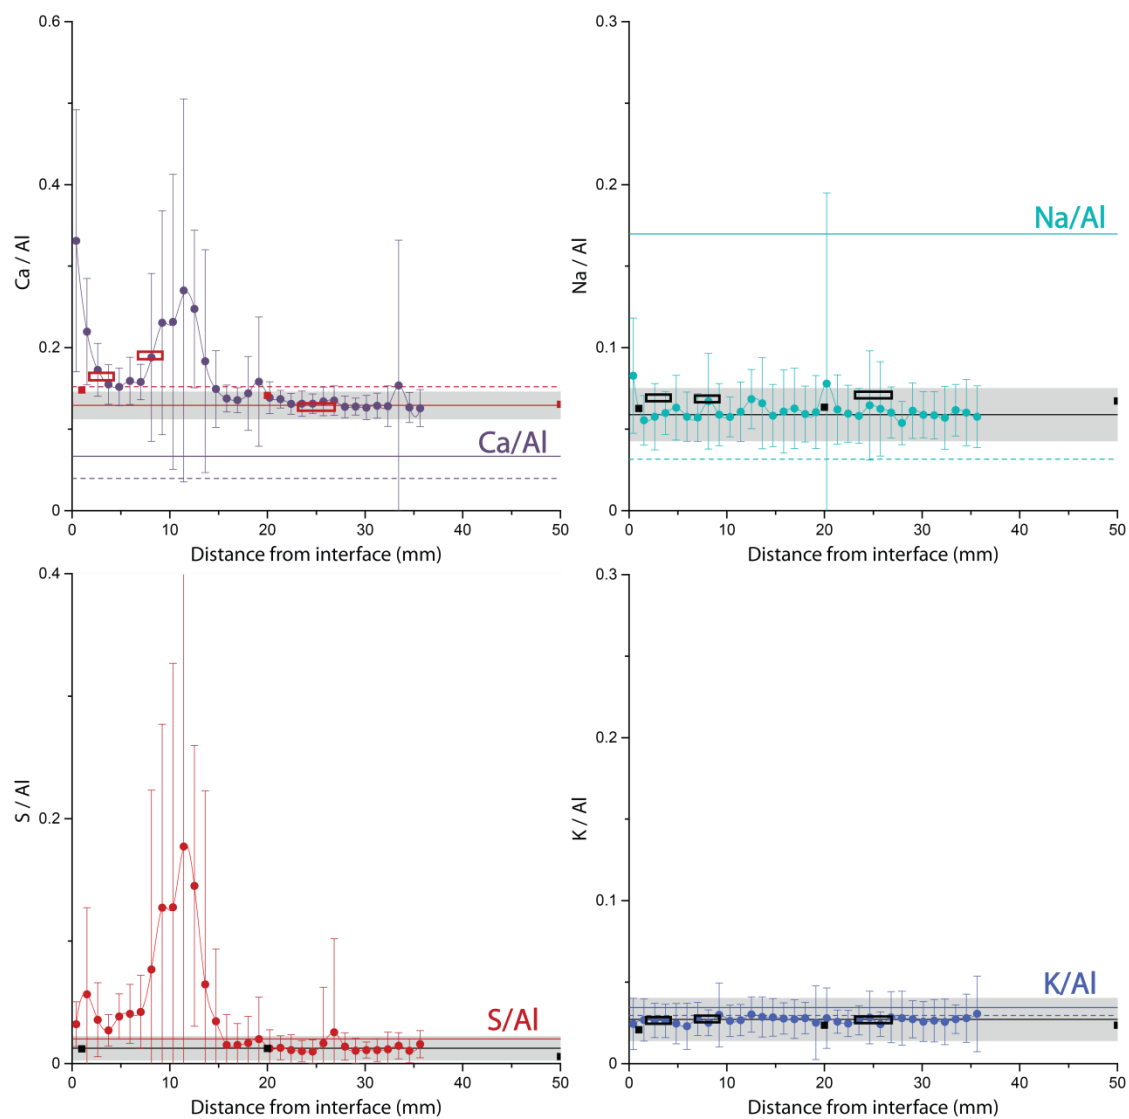 0.6
0.4
0.2
0
Ca / Al
Ca/Al
0 10 20 30 40 50
Distance from interface (mm)
0.3
0.2
0.1
0
Na / Al
Na/Al
0 10 20 30 40 50
Distance from interface (mm)
0.4
0.2
0
S / Al
S/Al
0 10 20 30 40 50
Distance from interface (mm)
0.3
0.2
0.1
0
K / Al
K/Al
0 10 20 30 40 50
Distance from interface (mm)